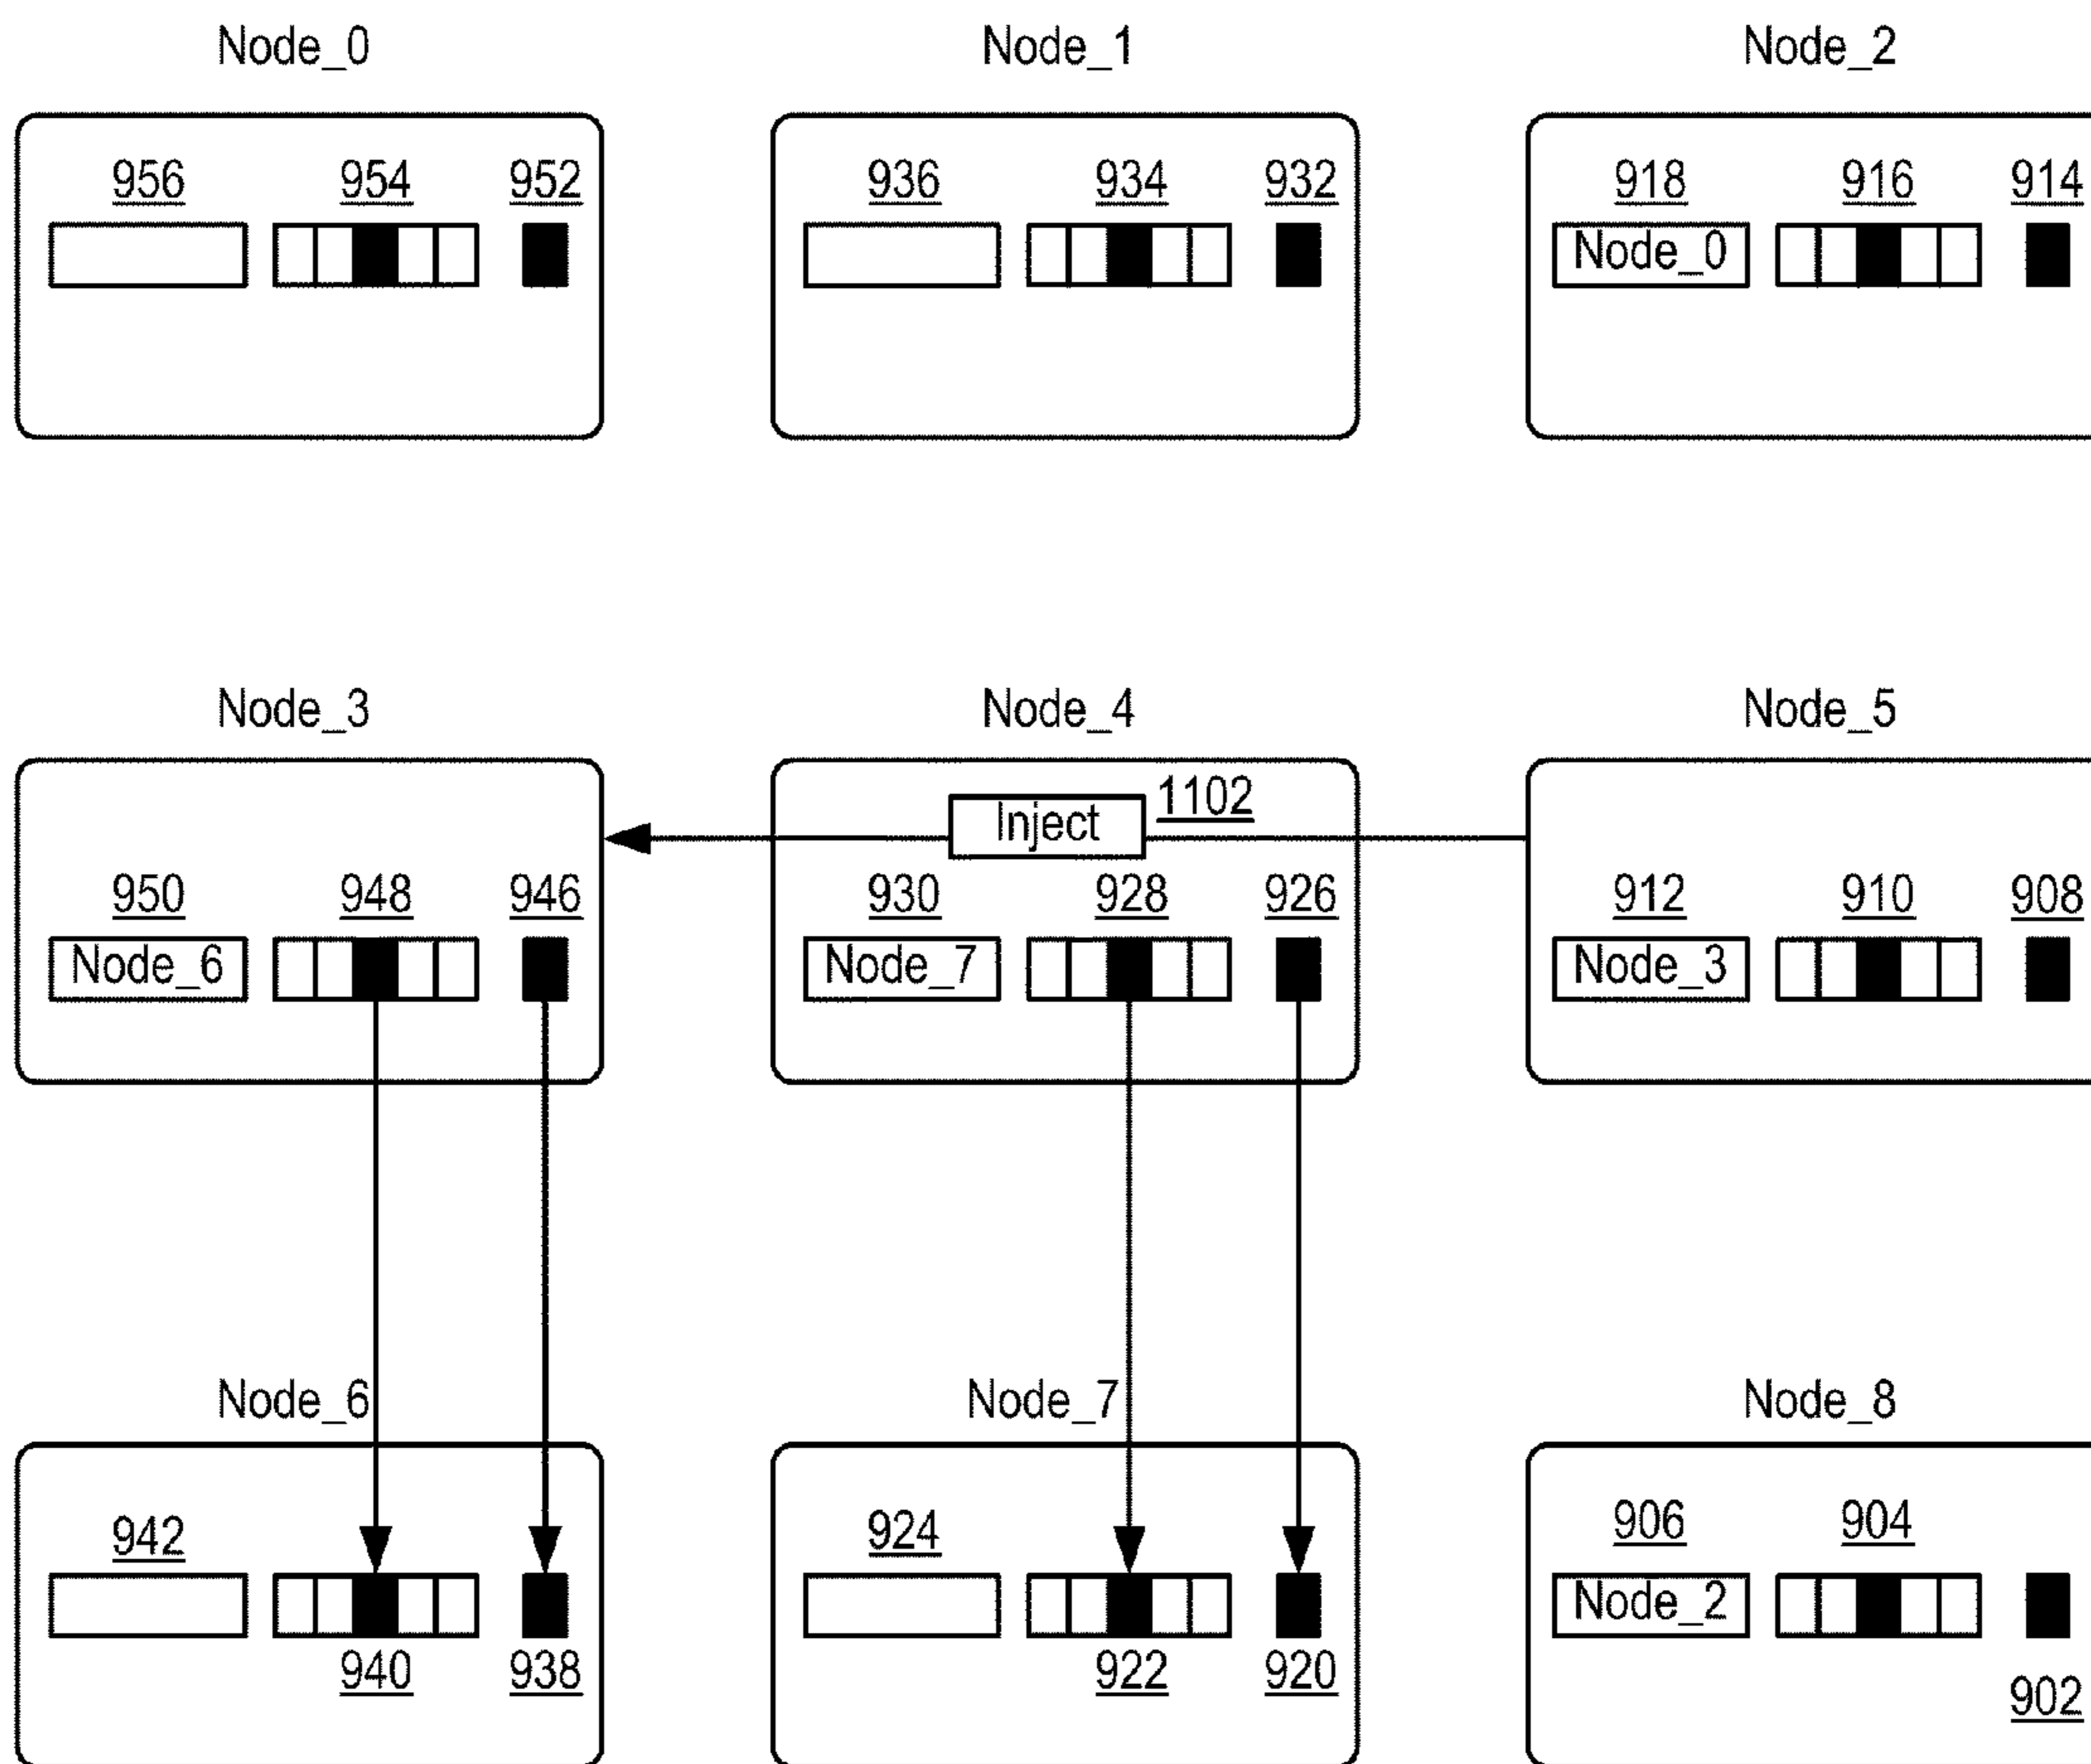 Node_0 Node_1 Node_2
956 954 952 936 934 932 918 916 914
Node_0
Node_3 Node_4 Node_5
Inject 1102
950 948 946 930 928 926 912 910 908
Node_6 Node_7 Node_3
Node_6 Node_7 Node_8
942 924 906 904
Node_2
940 938 922 920 902